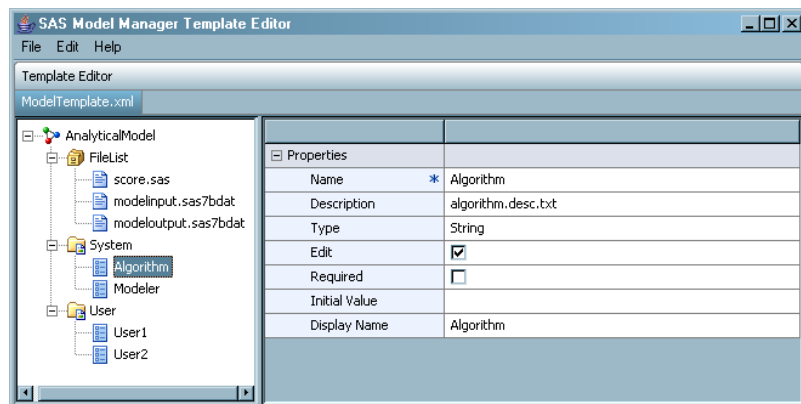 SAS Model Manager Template Editor
File Edit Help
Template Editor
ModelTemplate.xml
AnalyticalModel
FileList
score.sas
modelinput.sas7bdat
modeloutput.sas7bdat
System
Algorithm
Modeler
User
User1
User2
Properties
Name * Algorithm
Description algorithm.desc.txt
Type String
Edit
Required
Initial Value
Display Name Algorithm